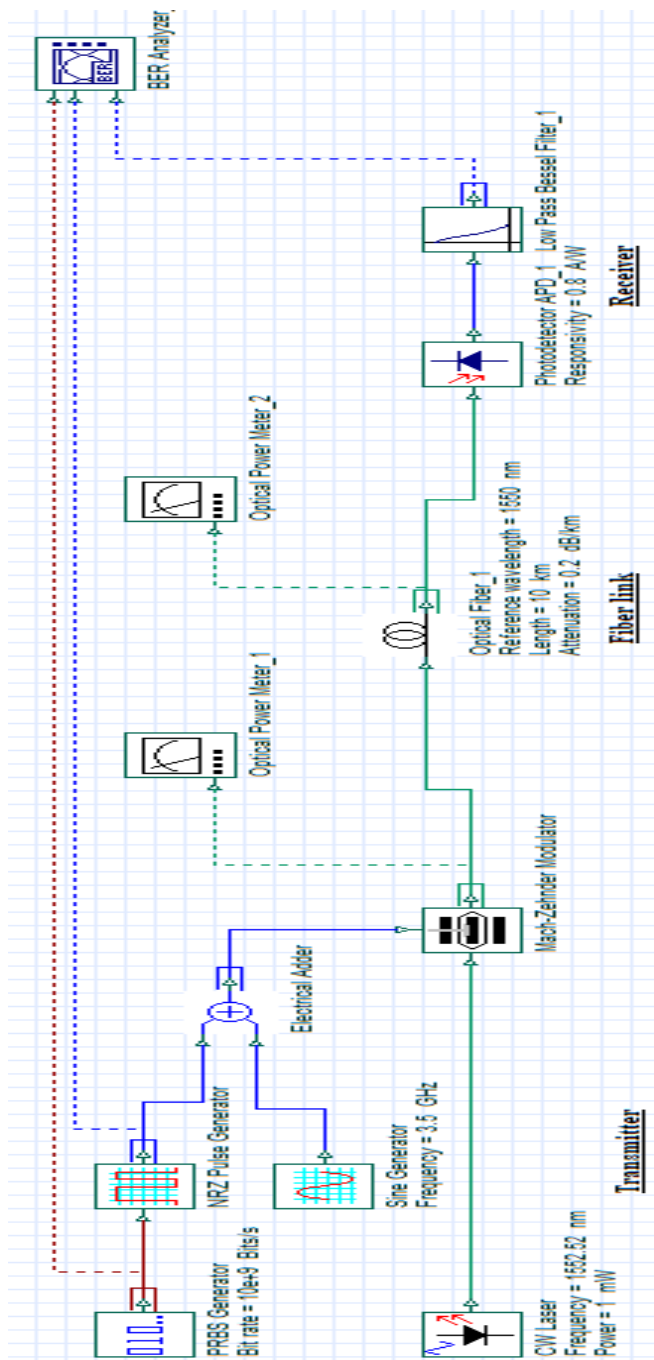 PRBS Generator
Bit rate = 10e+9 Bits/s
NRZ Pulse Generator
Sine Generator
Frequency = 3.5 GHz
Electrical Adder
CW Laser
Frequency = 1552.52 nm
Power = 1 mW
Mach-Zehnder Modulator
Transmitter
Optical Power Meter_1
Optical Power Meter_2
Optical Fiber_1
Reference wavelength = 1550 nm
Length = 10 km
Attenuation = 0.2 dB/km
Fiber link
Photodetector APD_1
Responsivity = 0.8 A/W
Low Pass Bessel Filter_1
Receiver
BER Analyzer
BER